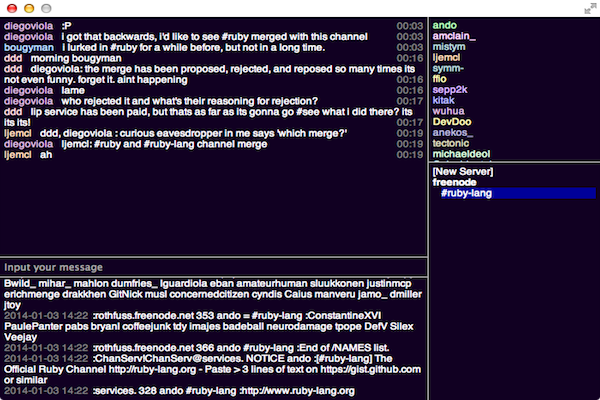 diegoviola :P 00:03
diegoviola i got that backwards, i'd like to see #ruby merged with this channel 00:03
bougyman i lurked in #ruby for a while before, but not in a long time. 00:03
ddd morning bougyman 00:16
ddd diegoviola: the merge has been proposed, rejected, and reposed so many times its 00:16
not even funny. forget it. aint happening
diegoviola lame 00:16
diegoviola who rejected it and what's their reasoning for rejection? 00:17
ddd lip service has been paid, but thats as far as its gonna go #see what i did there? its 00:17
its its!
ljemcl ddd, diegoviola : curious eavesdropper in me says 'which merge?' 00:19
diegoviola ljemcl: #ruby and #ruby-lang channel merge 00:19
ljemcl ah 00:19
ando
amclain_
mistym
ljemcl
symm-
ffio
sepp2k
kitak
wuhua
DevDoo
anekos_
tectonic
michaeldeol
[New Server]
freenode
#ruby-lang
Input your message
Bwild_ mihar_ mahlon dumfries_ lguardiola eban amateurhuman siuukkonen justinmcp
erichmenge drakkhen GitNick musl concernedcitizen cyndis Caius manveru jamo_ dmiller
jtoy
2014-01-03 14:22 :rothfuss.freenode.net 353 ando = #ruby-lang :ConstantineXVI
PaulePanter pabs bryanl coffeejunk tdy imajes badeball neurodamage tpope DefV Silex
Veejay
2014-01-03 14:22 :rothfuss.freenode.net 366 ando #ruby-lang :End of /NAMES list.
2014-01-03 14:22 :ChanServ!ChanServ@services. NOTICE ando :[#ruby-lang] The
Official Ruby Channel http://ruby-lang.org - Paste > 3 lines of text on https://gist.github.com
or similar
2014-01-03 14:22 :services. 328 ando #ruby-lang :http://www.ruby-lang.org